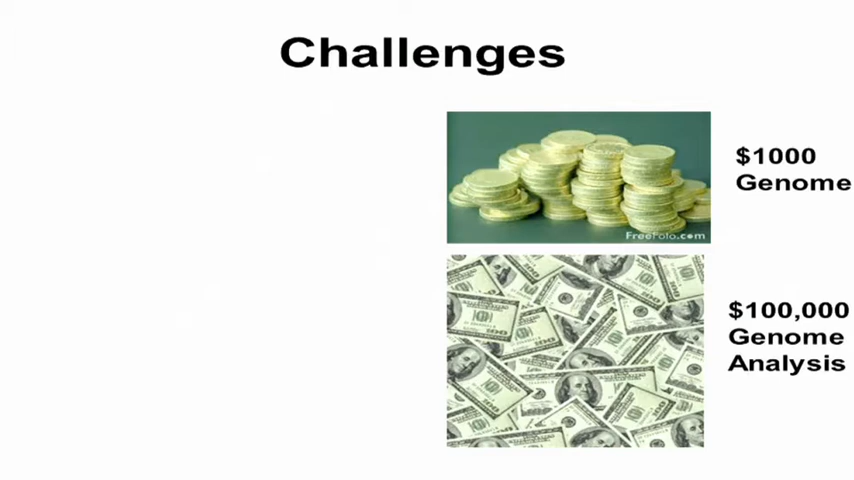 Challenges
$1000
Genome
FreeFoto.com
$100,000
Genome
Analysis